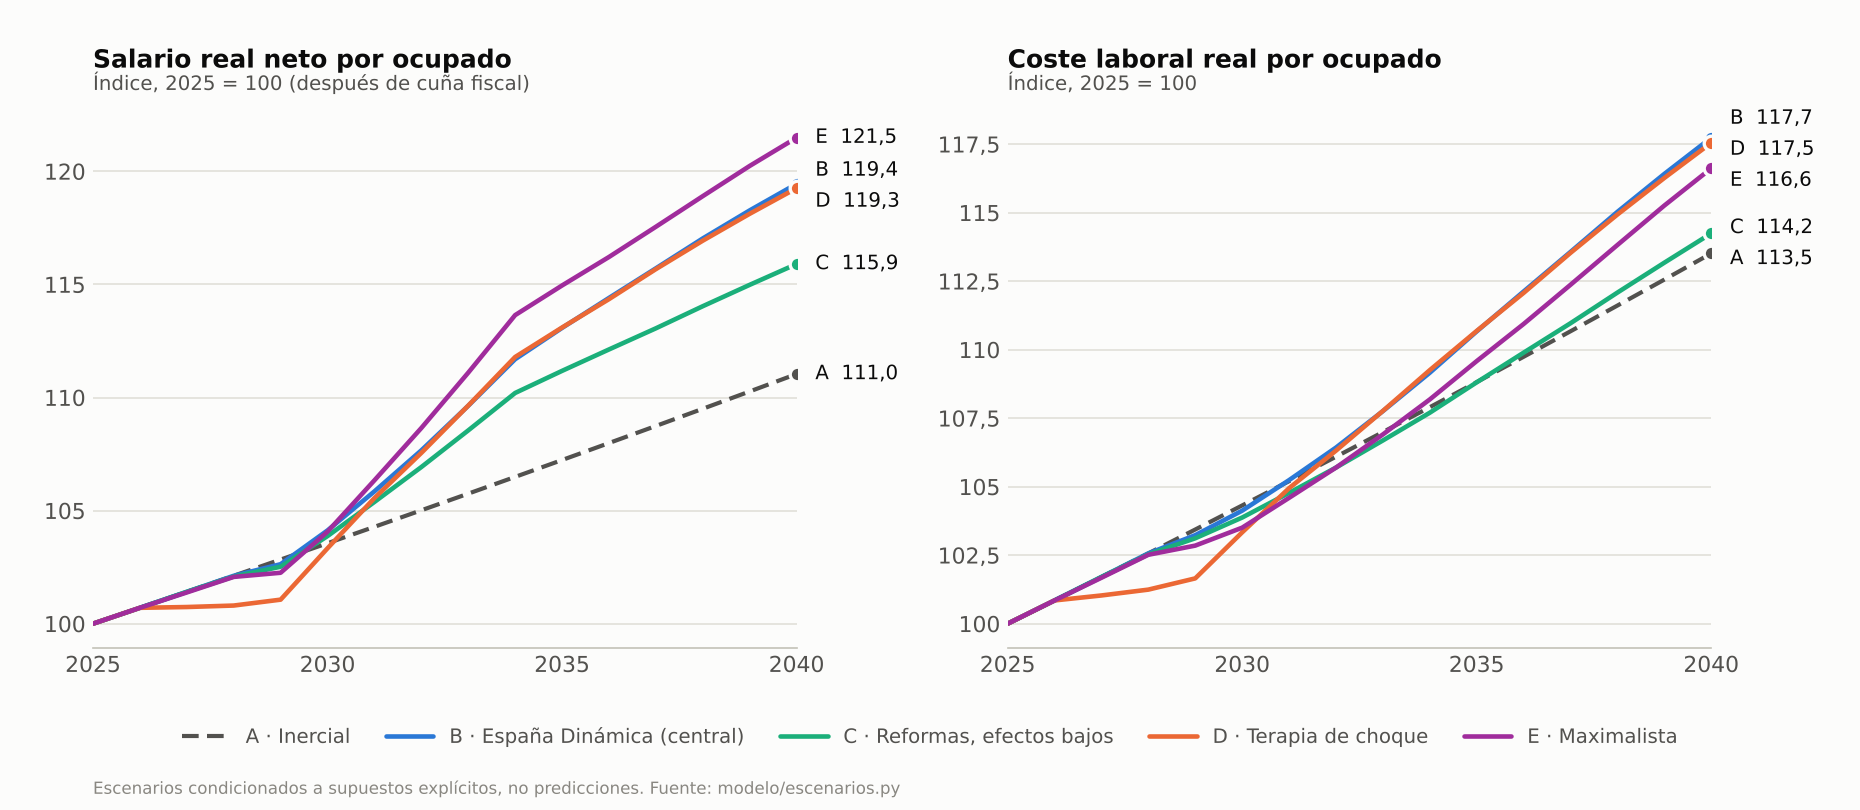 Salario real neto por ocupado
Índice, 2025 = 100 (después de cuña fiscal)
120
115
110
105
100
2025
2030
2035
2040
E 121,5
B 119,4
D 119,3
C 115,9
A 111,0
Coste laboral real por ocupado
Índice, 2025 = 100
117,5
115
112,5
110
107,5
105
102,5
100
2025
2030
2035
2040
B 117,7
D 117,5
E 116,6
C 114,2
A 113,5
A · Inercial
B · España Dinámica (central)
C · Reformas, efectos bajos
D · Terapia de choque
E · Maximalista
Escenarios condicionados a supuestos explícitos, no predicciones. Fuente: modelo/escenarios.py